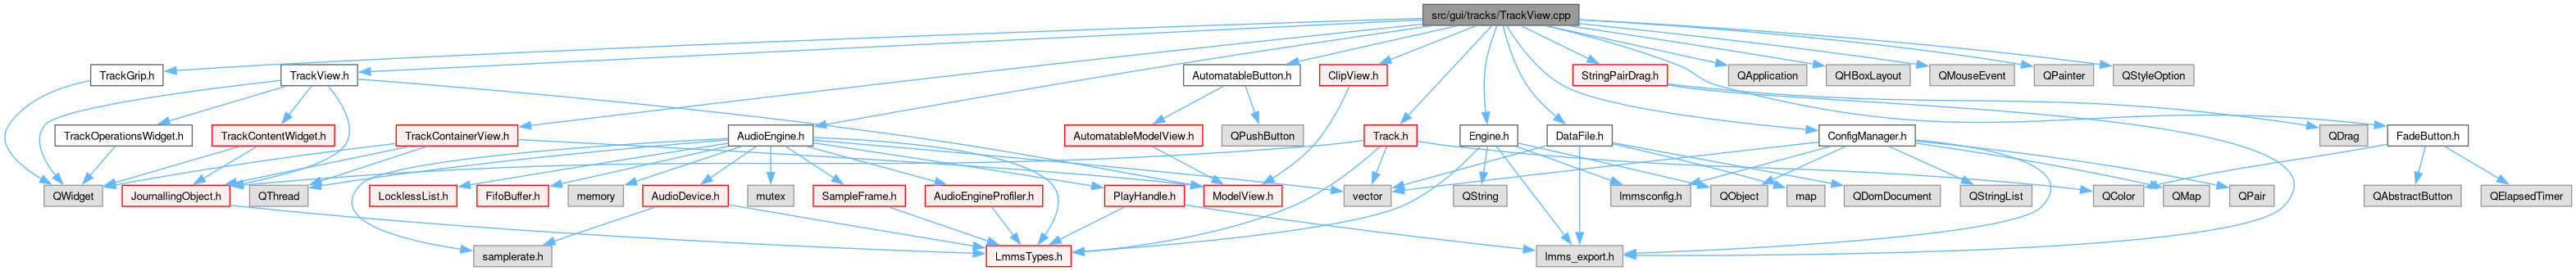 src/gui/tracks/TrackView.cpp
TrackGrip.h
TrackView.h
AutomatableButton.h
ClipView.h
StringPairDrag.h
QApplication
QHBoxLayout
QMouseEvent
QPainter
QStyleOption
TrackOperationsWidget.h
TrackContentWidget.h
TrackContainerView.h
AudioEngine.h
QPushButton
AutomatableModelView.h
Track.h
Engine.h
DataFile.h
ConfigManager.h
QDrag
FadeButton.h
QWidget
JournallingObject.h
QThread
LocklessList.h
FifoBuffer.h
memory
AudioDevice.h
mutex
SampleFrame.h
AudioEngineProfiler.h
PlayHandle.h
ModelView.h
vector
QString
lmmsconfig.h
QObject
map
QDomDocument
QStringList
QColor
QMap
QPair
QAbstractButton
QElapsedTimer
samplerate.h
LmmsTypes.h
lmms_export.h